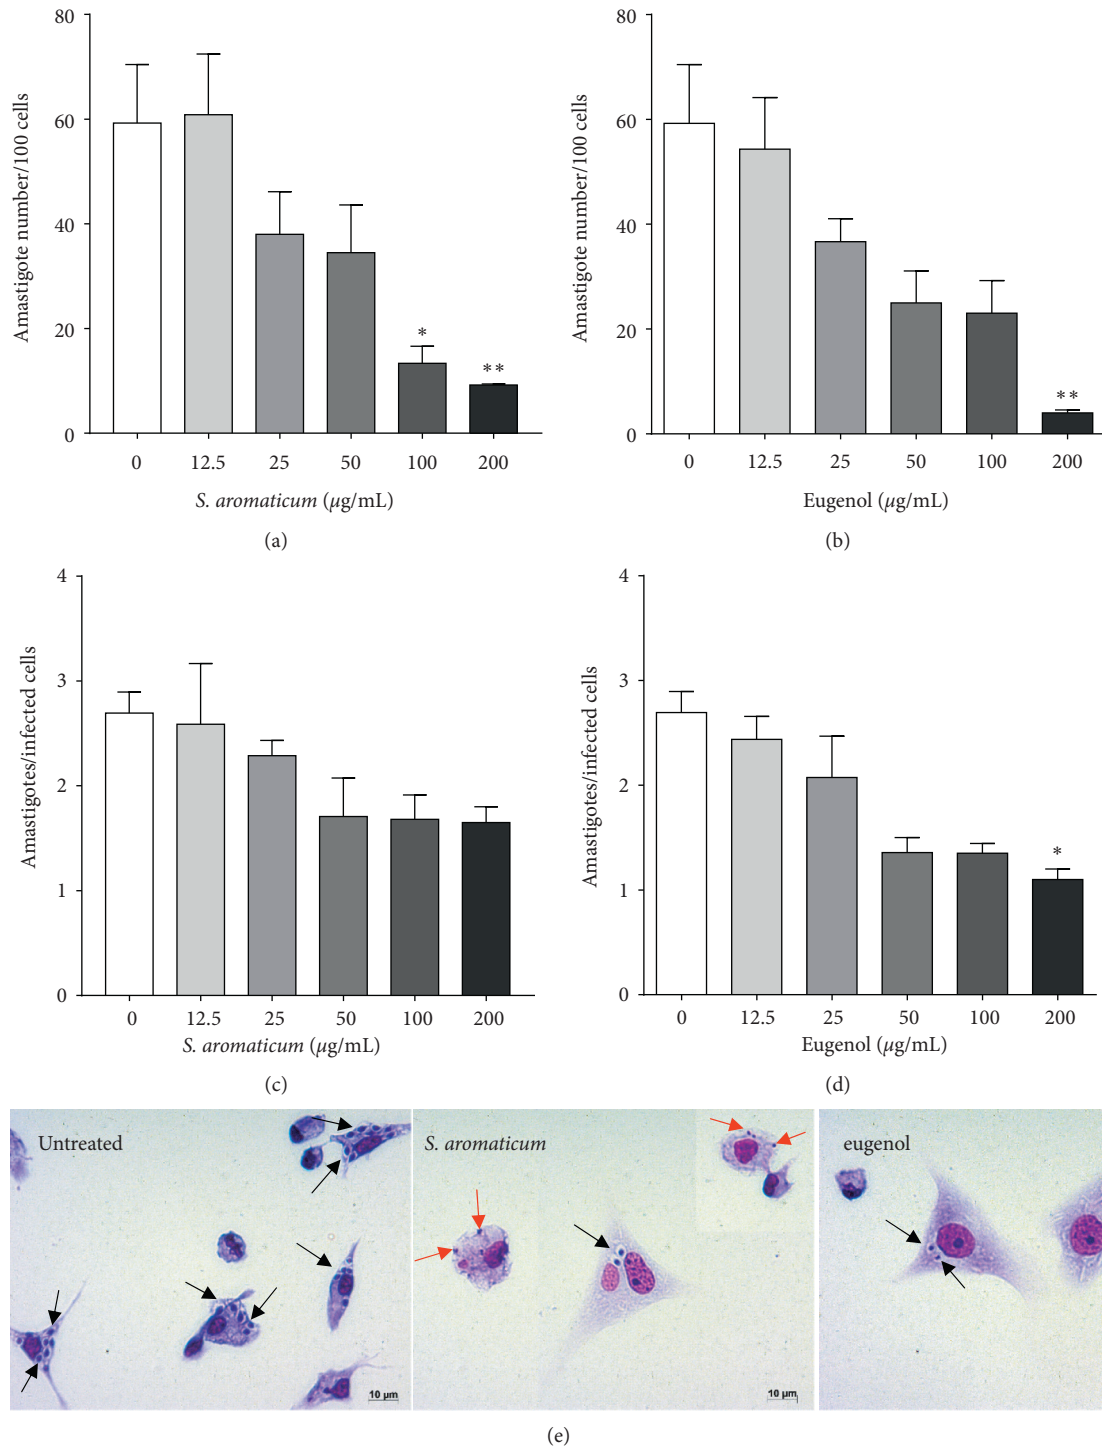 80
60
40
20
0
Amastigote number/100 cells
*
**
0 12.5 25 50 100 200
S. aromaticum (μg/mL)
(a)
80
60
40
20
0
Amastigote number/100 cells
**
0 12.5 25 50 100 200
Eugenol (μg/mL)
(b)
4
3
2
1
0
Amastigotes/infected cells
0 12.5 25 50 100 200
S. aromaticum (μg/mL)
(c)
4
3
2
1
0
Amastigotes/infected cells
*
0 12.5 25 50 100 200
Eugenol (μg/mL)
(d)
Untreated
10 μm
S. aromaticum
10 μm
eugenol
(e)